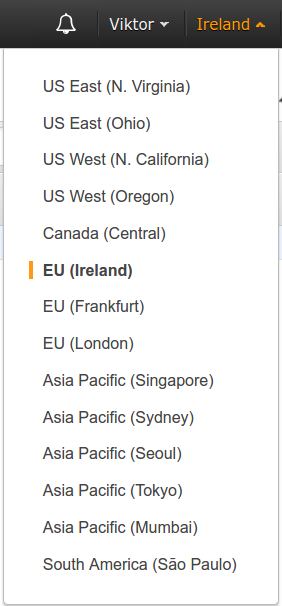 Viktor Ireland
US East (N. Virginia)
US East (Ohio)
US West (N. California)
US West (Oregon)
Canada (Central)
EU (Ireland)
EU (Frankfurt)
EU (London)
Asia Pacific (Singapore)
Asia Pacific (Sydney)
Asia Pacific (Seoul)
Asia Pacific (Tokyo)
Asia Pacific (Mumbai)
South America (São Paulo)